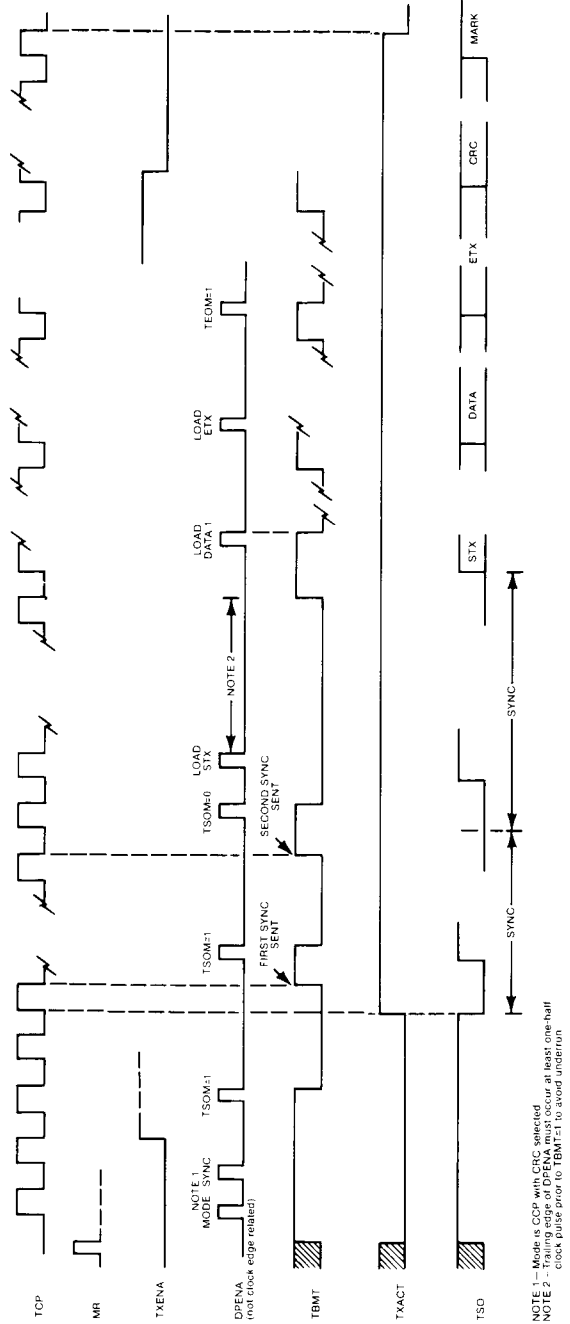 TCP
MR
TXENA
NOTE 1
MODE SYNC
TSOM=1
TSOM=1
TSOM=0
LOAD
STX
NOTE 2
LOAD
DATA 1
LOAD
ETX
TEOM=1
DPENA
(not clock edge related)
FIRST SYNC
SENT
SECOND SYNC
SENT
TBMT
TXACT
TSO
STX
DATA
ETX
CRC
MARK
SYNC
SYNC
NOTE 1 – Mode is CCP with CRC selected
NOTE 2 – Trailing edge of DPENA must occur at least one-half
clock pulse prior to TBMT=1 to avoid underrun